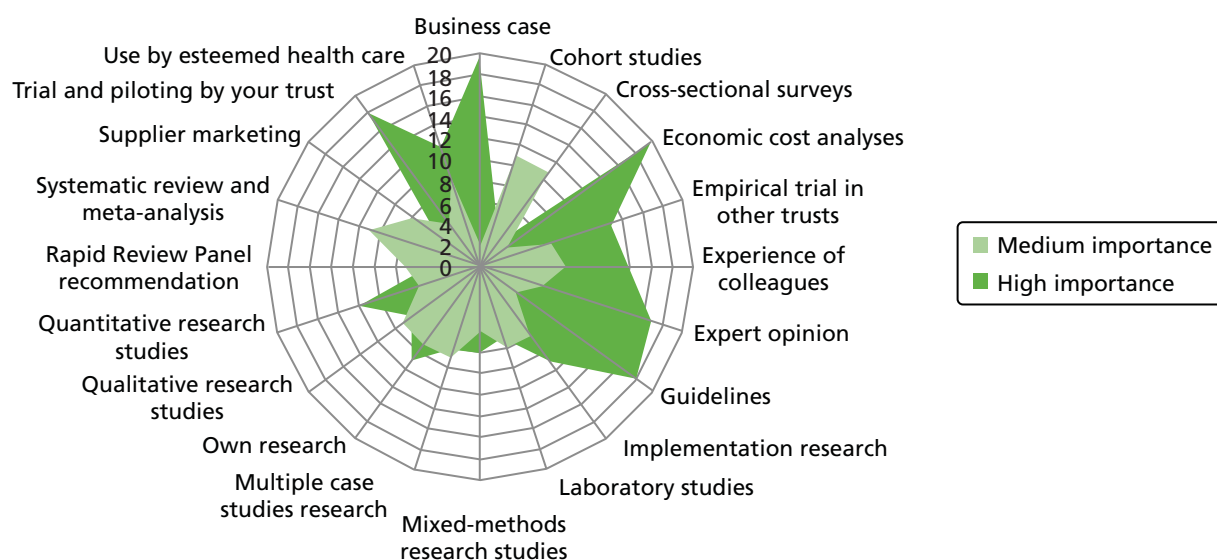 Business case
Cohort studies
Cross-sectional surveys
Economic cost analyses
Empirical trial in
other trusts
Experience of
colleagues
Expert opinion
Guidelines
Implementation research
Laboratory studies
Mixed-methods
research studies
Multiple case
studies research
Own research
Qualitative research
studies
Quantitative research
studies
Rapid Review Panel
recommendation
Systematic review and
meta-analysis
Supplier marketing
Trial and piloting by your trust
Use by esteemed health care
20
18
16
14
12
10
8
6
4
2
0
Medium importance
High importance